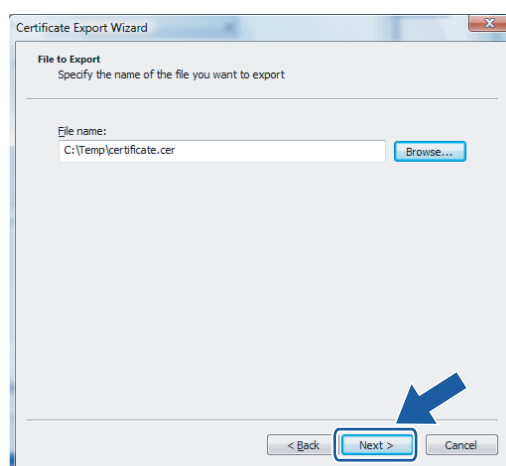 Certificate Export Wizard
File to Export
Specify the name of the file you want to export
File name:
C:\Temp\certificate.cer
Browse...
< Back
Next >
Cancel